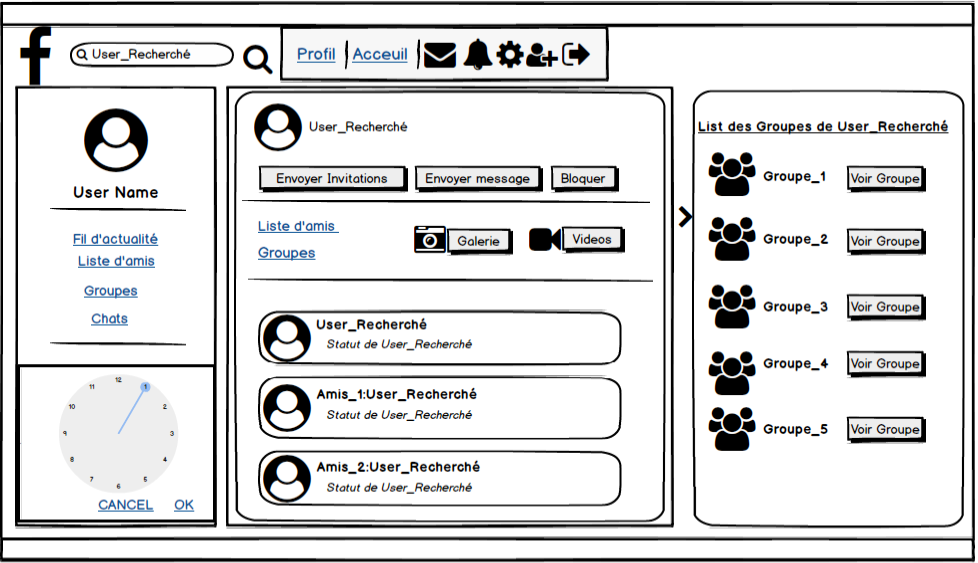 f
User_Recherché
Profil
Acceuil
User Name
Fil d'actualité
Liste d'amis
Groupes
Chats
12
1
2
3
4
5
6
7
8
9
10
11
CANCEL
OK
User_Recherché
Envoyer Invitations
Envoyer message
Bloquer
Liste d'amis
Groupes
Galerie
Videos
User_Recherché
Statut de User_Recherché
Amis_1:User_Recherché
Statut de User_Recherché
Amis_2:User_Recherché
Statut de User_Recherché
List des Groupes de User_Recherché
Groupe_1
Voir Groupe
Groupe_2
Voir Groupe
Groupe_3
Voir Groupe
Groupe_4
Voir Groupe
Groupe_5
Voir Groupe